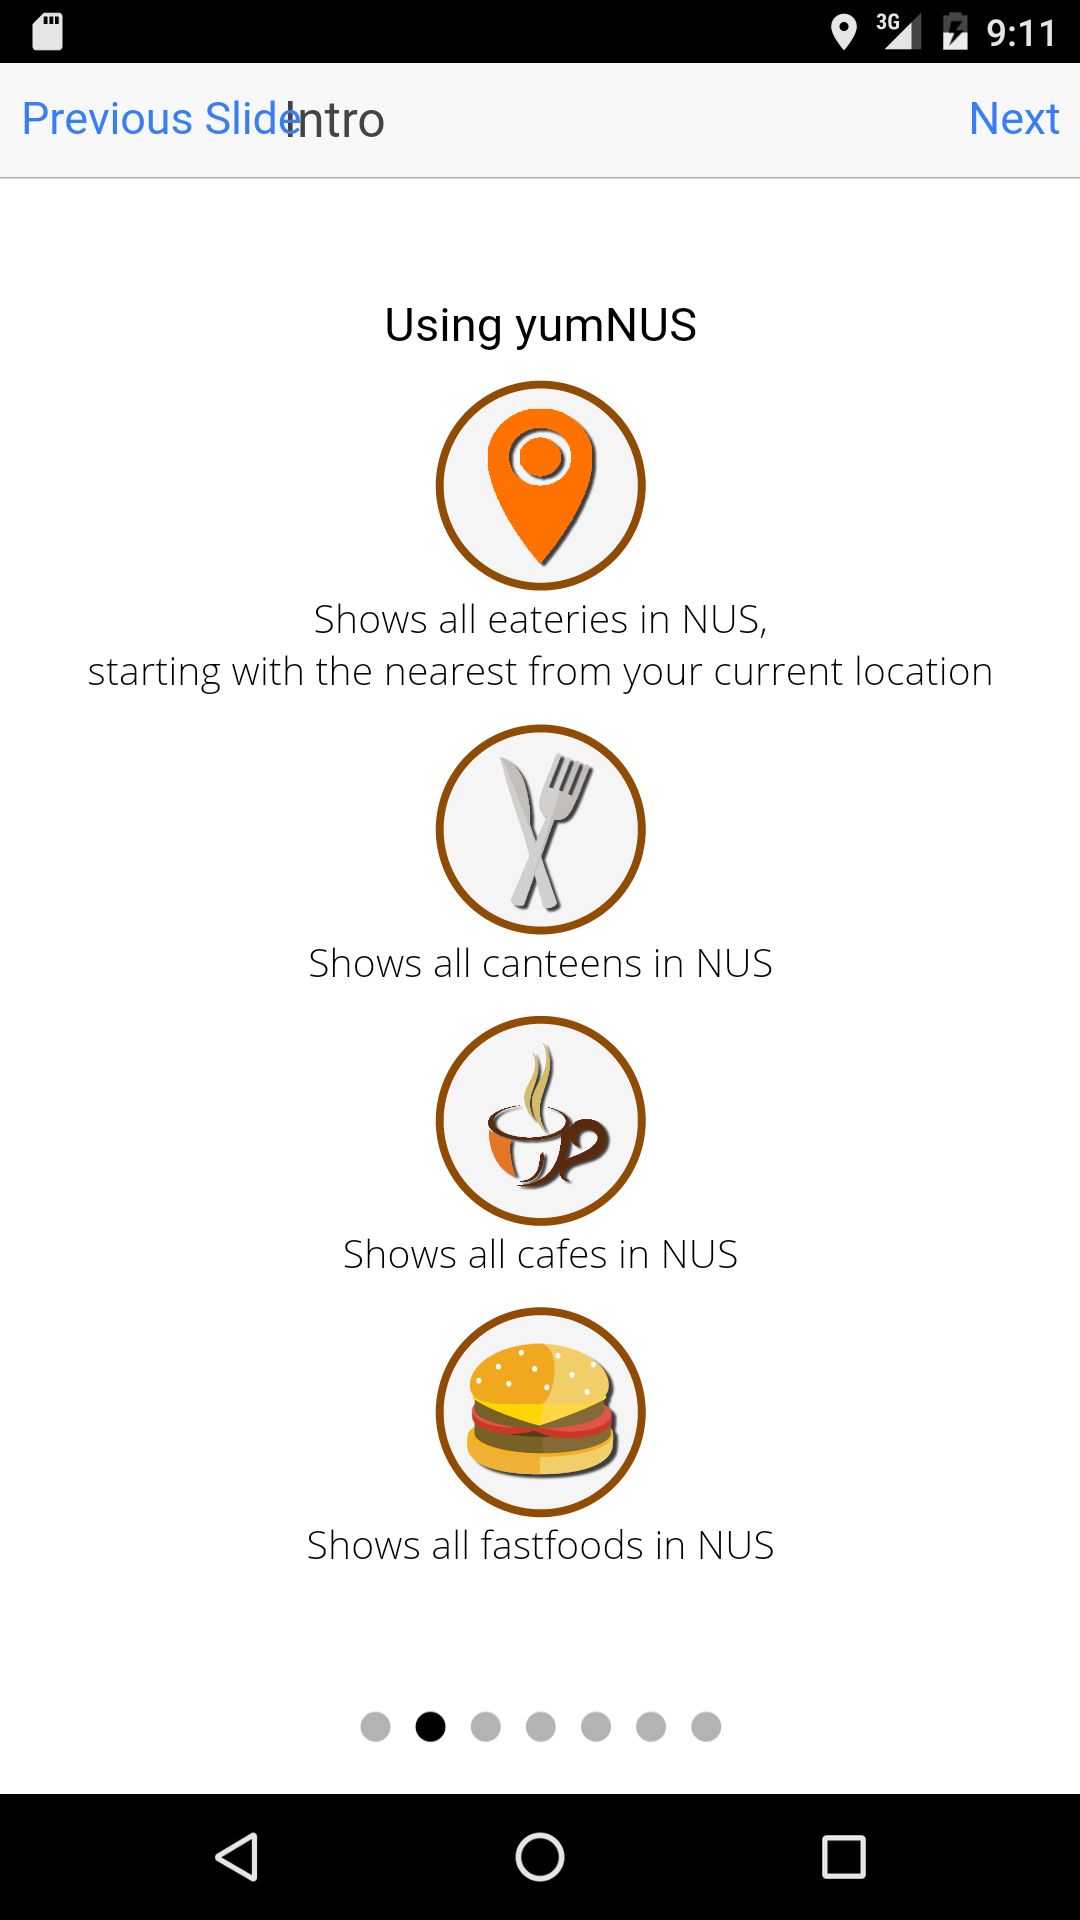 3G 9:11
Previous Slide Intro Next
Using yumNUS
Shows all eateries in NUS,
starting with the nearest from your current location
Shows all canteens in NUS
Shows all cafes in NUS
Shows all fastfoods in NUS